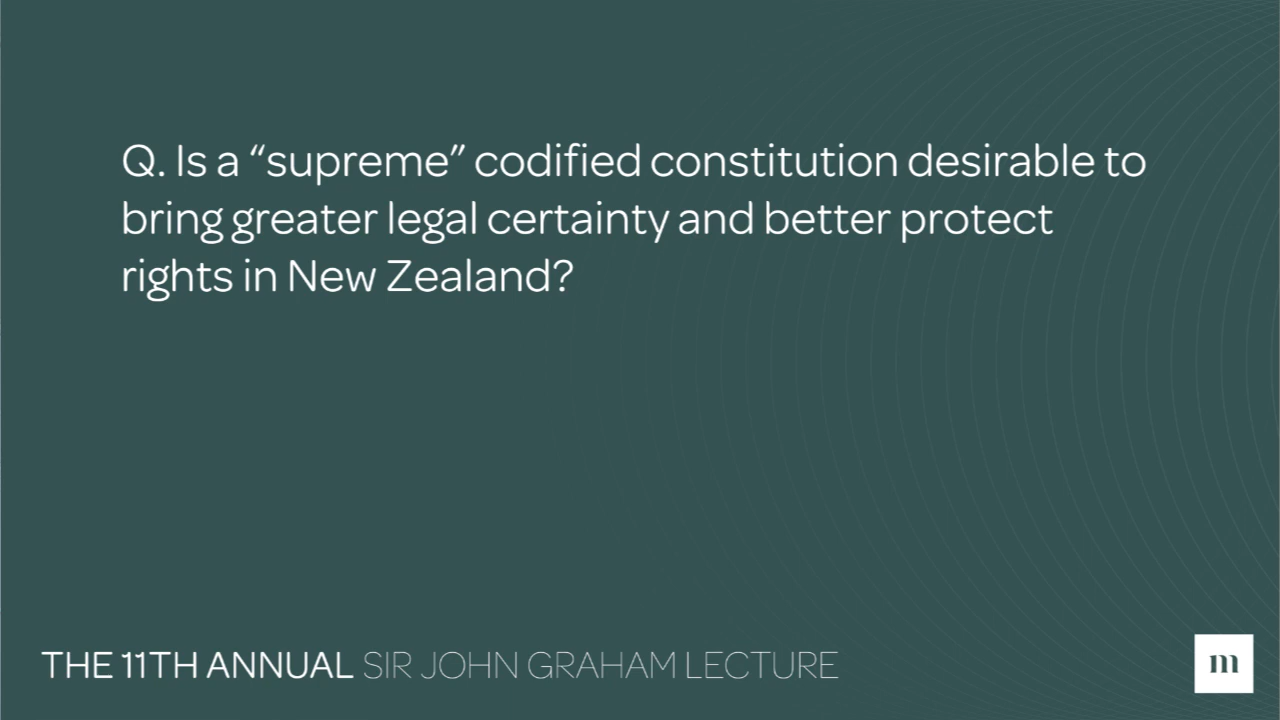 Q. Is a “supreme” codified constitution desirable to
bring greater legal certainty and better protect
rights in New Zealand?
THE 11TH ANNUAL SIR JOHN GRAHAM LECTURE
m